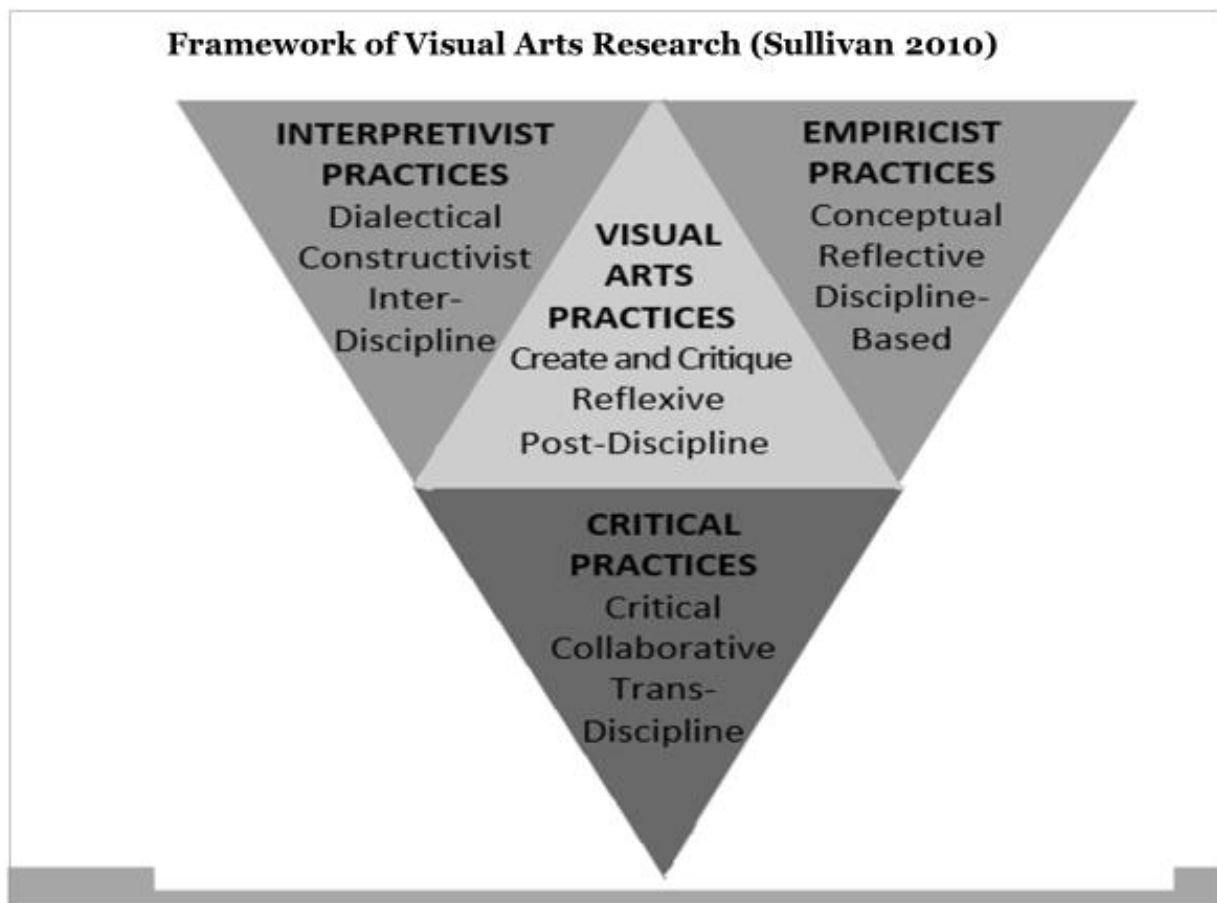 Framework of Visual Arts Research (Sullivan 2010)
INTERPRETIVIST
PRACTICES
Dialectical
Constructivist
Inter-
Discipline
VISUAL
ARTS
PRACTICES
Create and Critique
Reflexive
Post-Discipline
EMPIRICIST
PRACTICES
Conceptual
Reflective
Discipline-
Based
CRITICAL
PRACTICES
Critical
Collaborative
Trans-
Discipline